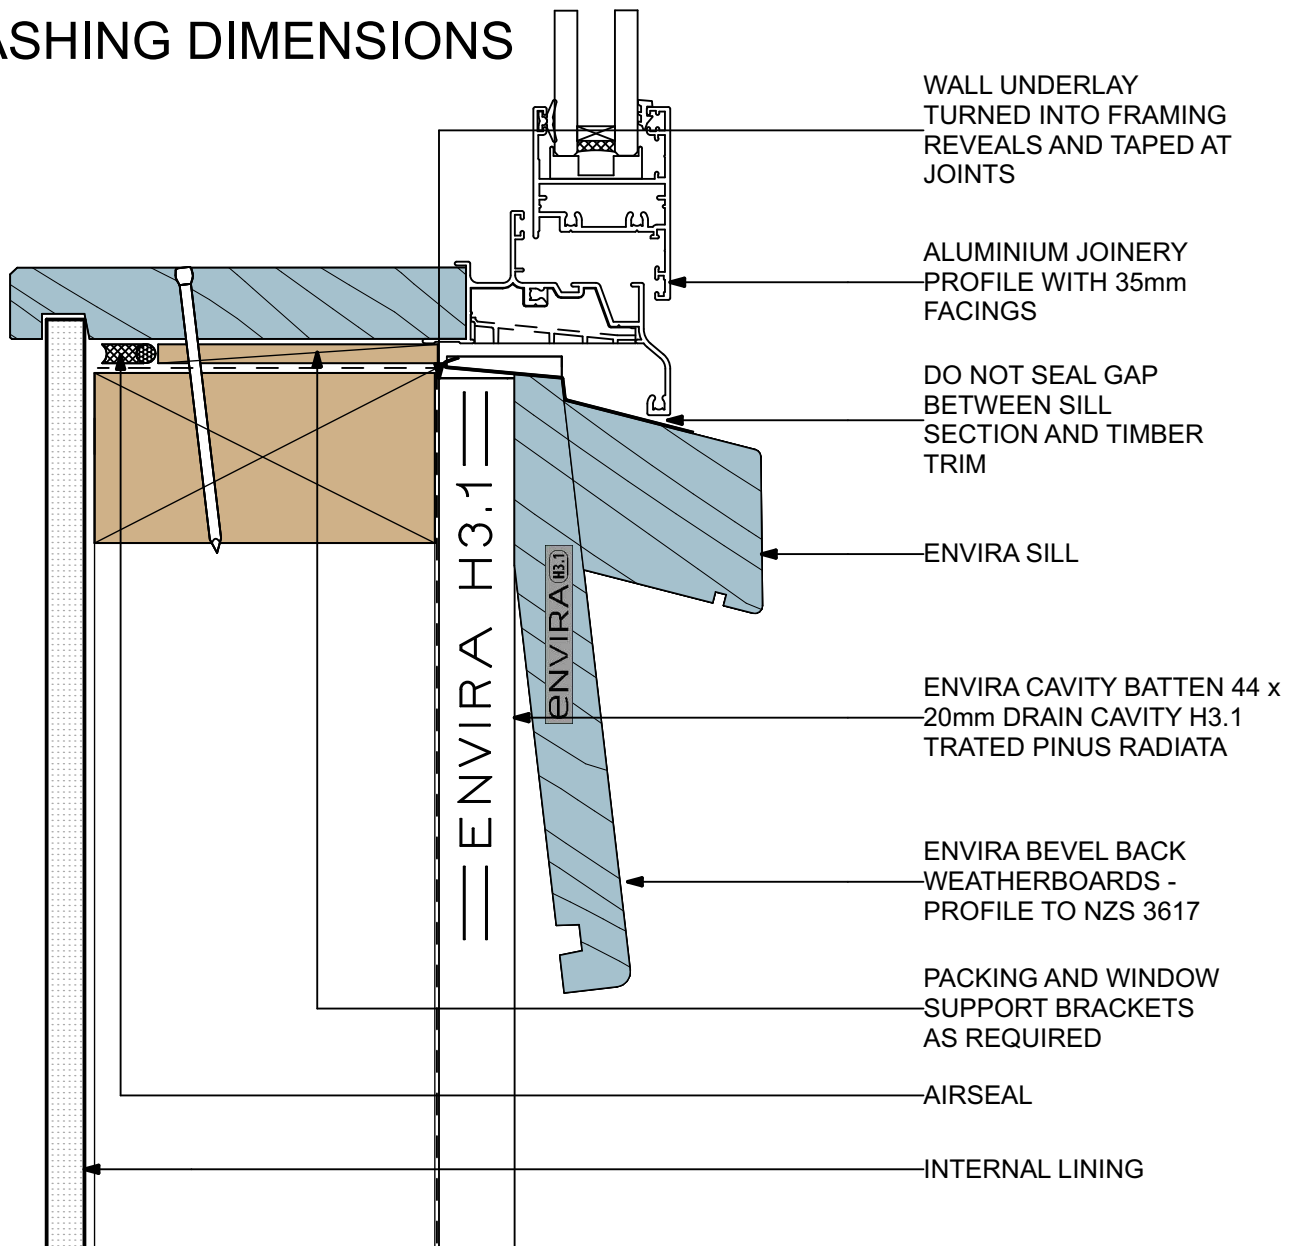 ASHING DIMENSIONS
WALL UNDERLAY
TURNED INTO FRAMING
REVEALS AND TAPED AT
JOINTS
ALUMINIUM JOINERY
PROFILE WITH 35mm
FACINGS
DO NOT SEAL GAP
BETWEEN SILL
SECTION AND TIMBER
TRIM
ENVIRA SILL
ENVIRA H3.1
eNVIRA H3.1
ENVIRA CAVITY BATTEN 44 x
20mm DRAIN CAVITY H3.1
TRATED PINUS RADIATA
ENVIRA BEVEL BACK
WEATHERBOARDS -
PROFILE TO NZS 3617
PACKING AND WINDOW
SUPPORT BRACKETS
AS REQUIRED
AIRSEAL
INTERNAL LINING